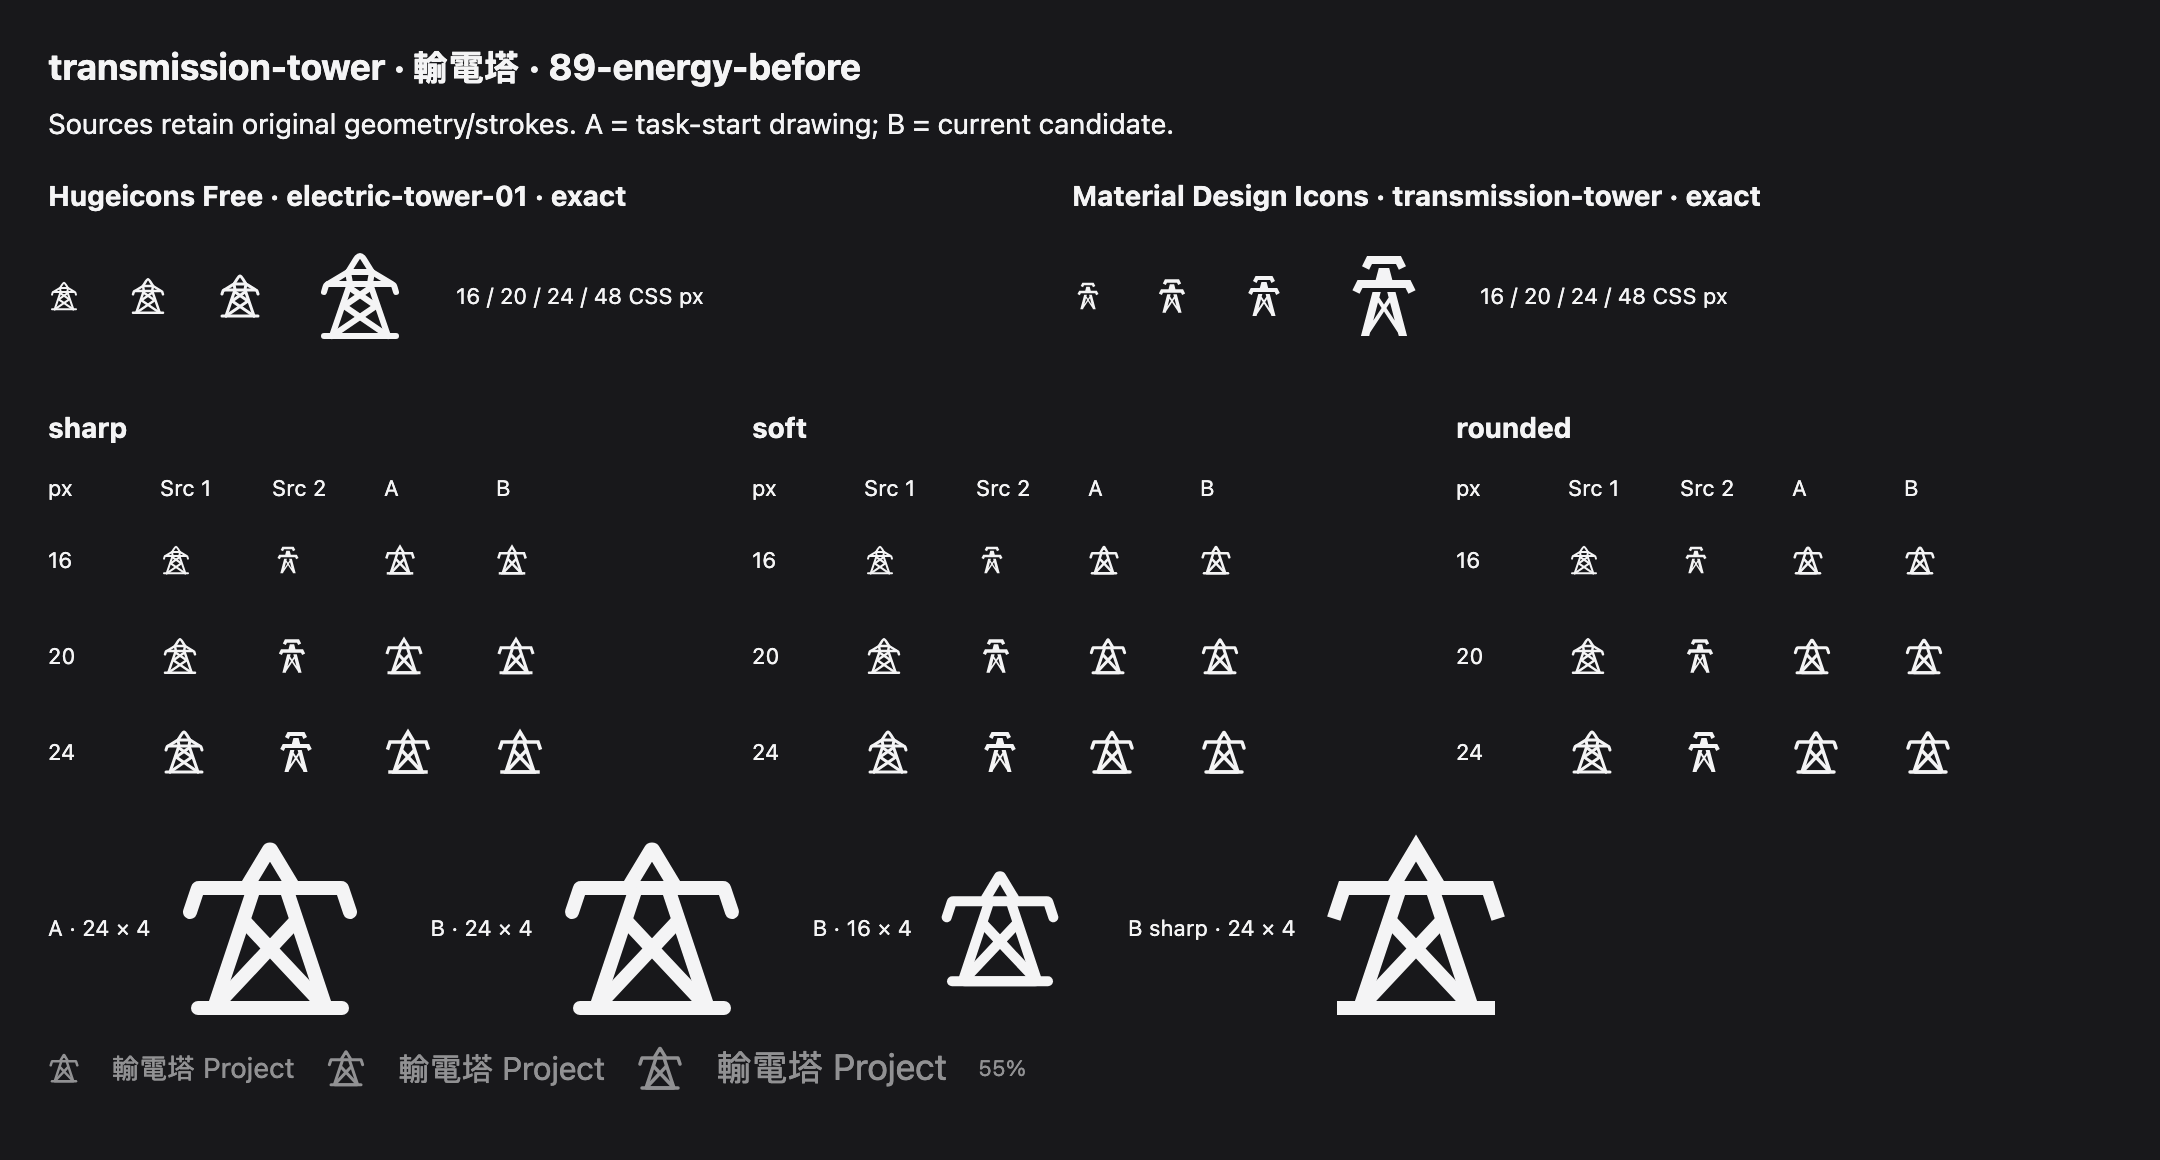 transmission-tower · 輸電塔 · 89-energy-before
Sources retain original geometry/strokes. A = task-start drawing; B = current candidate.
Hugeicons Free · electric-tower-01 · exact
16 / 20 / 24 / 48 CSS px
Material Design Icons · transmission-tower · exact
16 / 20 / 24 / 48 CSS px
sharp
px Src 1 Src 2 A B
16
20
24
soft
px Src 1 Src 2 A B
16
20
24
rounded
px Src 1 Src 2 A B
16
20
24
A · 24 × 4
B · 24 × 4
B · 16 × 4
B sharp · 24 × 4
輸電塔 Project 輸電塔 Project 輸電塔 Project 55%